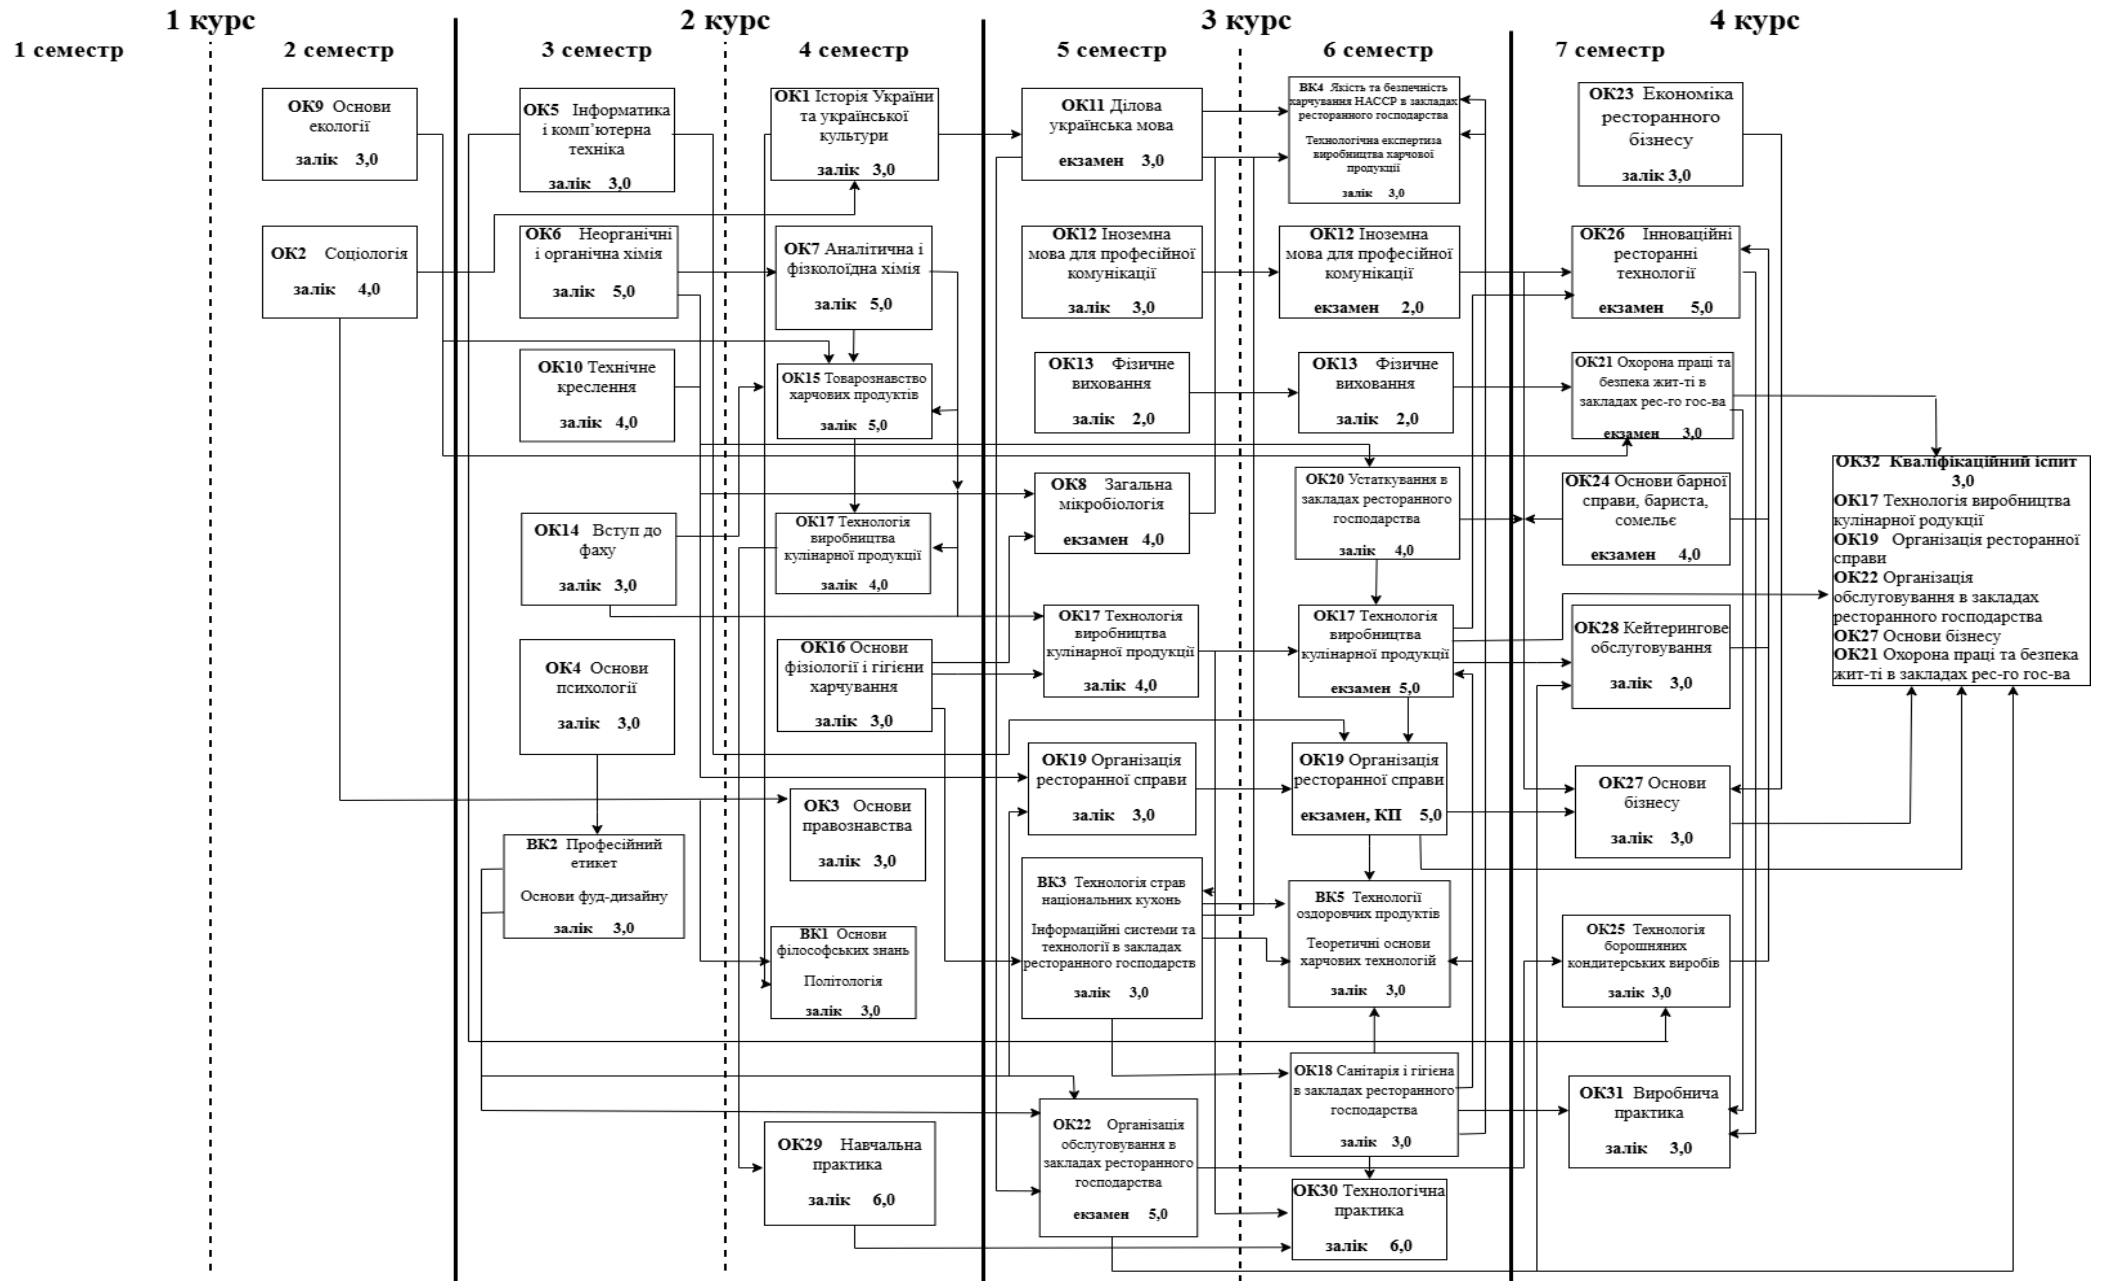 1 курс
2 курс
3 курс
4 курс
1 семестр
2 семестр
3 семестр
4 семестр
5 семестр
6 семестр
7 семестр
ОК9 Основи
екології
залік 3,0
ОК2 Соціологія
залік 4,0
ОК5 Інформатика
і комп’ютерна
техніка
залік 3,0
ОК6 Неорганічні
і органічна хімія
залік 5,0
ОК10 Технічне
креслення
залік 4,0
ОК14 Вступ до
фаху
залік 3,0
ОК4 Основи
психології
залік 3,0
ВК2 Професійний
етикет
Основи фуд-дизайну
залік 3,0
ОК1 Історія України
та української
культури
залік 3,0
ОК7 Аналітична і
фізколоїдна хімія
залік 5,0
ОК15 Товарознавство
харчових продуктів
залік 5,0
ОК17 Технологія
виробництва
кулінарної продукції
залік 4,0
ОК16 Основи
фізіології і гігієни
харчування
залік 3,0
ОК3 Основи
правознавства
залік 3,0
ВК1 Основи
філософських знань
Політологія
залік 3,0
ОК29 Навчальна
практика
залік 6,0
ОК11 Ділова
українська мова
екзамен 3,0
ОК12 Іноземна
мова для професійної
комунікації
залік 3,0
ОК13 Фізичне
виховання
залік 2,0
ОК8 Загальна
мікробіологія
екзамен 4,0
ОК17 Технологія
виробництва
кулінарної продукції
залік 4,0
ОК19 Організація
ресторанної справи
залік 3,0
ВК3 Технологія страв
національних кухонь
Інформаційні системи та
технології в закладах
ресторанного господарств
залік 3,0
ОК22 Організація
обслуговування в
закладах ресторанного
господарства
екзамен 5,0
ВК4 Якість та безпечність
харчування НАССР в закладах
ресторанного господарства
Технологічна експертиза
виробництва харчової
продукції
залік 3,0
ОК12 Іноземна
мова для професійної
комунікації
екзамен 2,0
ОК13 Фізичне
виховання
залік 2,0
ОК20 Устаткування в
закладах ресторанного
господарства
залік 4,0
ОК17 Технологія
виробництва
кулінарної продукції
екзамен 5,0
ОК19 Організація
ресторанної справи
екзамен, КП 5,0
ВК5 Технології
оздоровчих продуктів
Теоретичні основи
харчових технологій
залік 3,0
ОК18 Санітарія і гігієна
в закладах ресторанного
господарства
залік 3,0
ОК30 Технологічна
практика
залік 6,0
ОК23 Економіка
ресторанного
бізнесу
залік 3,0
ОК26 Інноваційні
ресторанні
технології
екзамен 5,0
ОК21 Охорона праці та
безпека жит-ті в
закладах рес-го гос-ва
екзамен 3,0
ОК24 Основи барної
справи, бариста,
сомельє
екзамен 4,0
ОК28 Кейтерингове
обслуговування
залік 3,0
ОК27 Основи
бізнесу
залік 3,0
ОК25 Технологія
борошняних
кондитерських виробів
залік 3,0
ОК31 Виробнича
практика
залік 3,0
ОК32 Кваліфікаційний іспит
3,0
ОК17 Технологія виробництва
кулінарної родукції
ОК19 Організація ресторанної
справи
ОК22 Організація
обслуговування в закладах
ресторанного господарства
ОК27 Основи бізнесу
ОК21 Охорона праці та безпека
жит-ті в закладах рес-го гос-ва